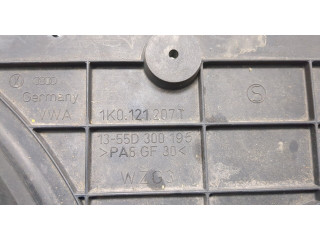 Germany
VWA
1K0.121.207 T
13-55D 300 195
>PA6 GF 30<